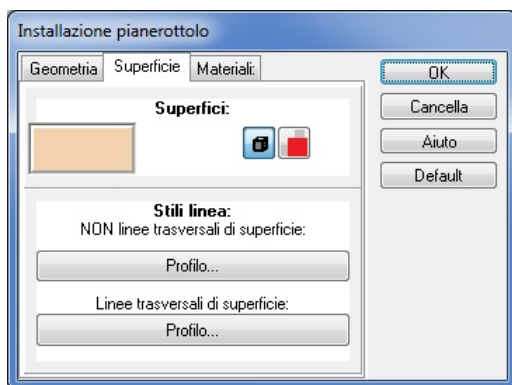 Installazione pianerottolo
Geometria Superficie Materiali:
Superfici:
Stili linea:
NON linee trasversali di superficie:
Profilo...
Linee trasversali di superficie:
Profilo...
OK
Cancella
Aiuto
Default